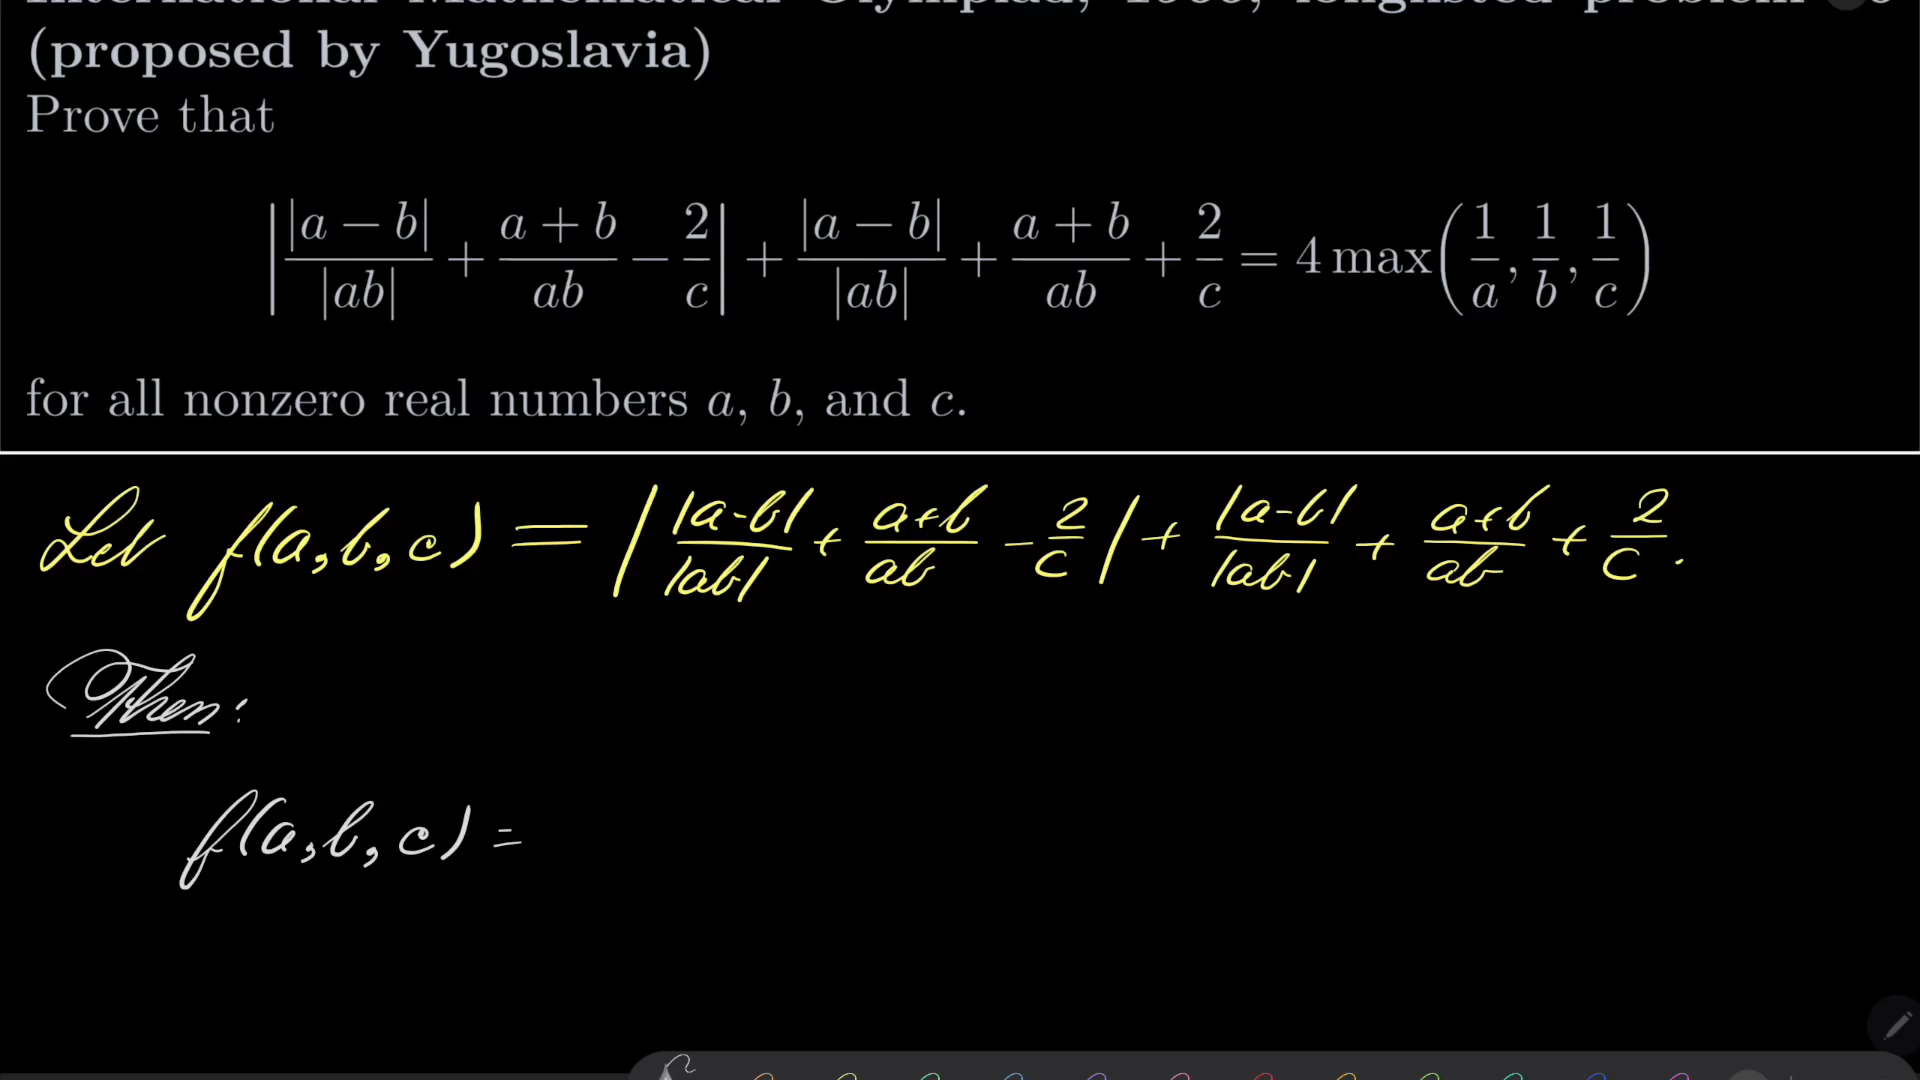 (proposed by Yugoslavia)
Prove that
| |a − b|/|ab| + (a + b)/ab − 2/c | + |a − b|/|ab| + (a + b)/ab + 2/c = 4 max(1/a, 1/b, 1/c)
for all nonzero real numbers a, b, and c.
Let f(a,b,c) = | |a-b|/|ab| + (a+b)/ab - 2/c | + |a-b|/|ab| + (a+b)/ab + 2/c.
Then:
f(a,b,c) =